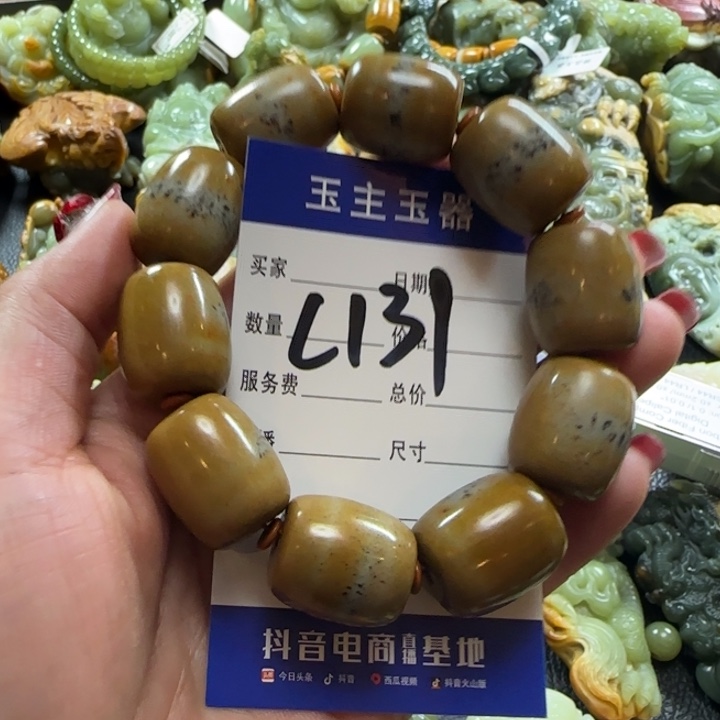 玉主玉器
买家 日期
数量
L131
服务费 总价
尺寸
抖音电商直播基地
今日头条 抖音 西瓜视频 抖音火山版